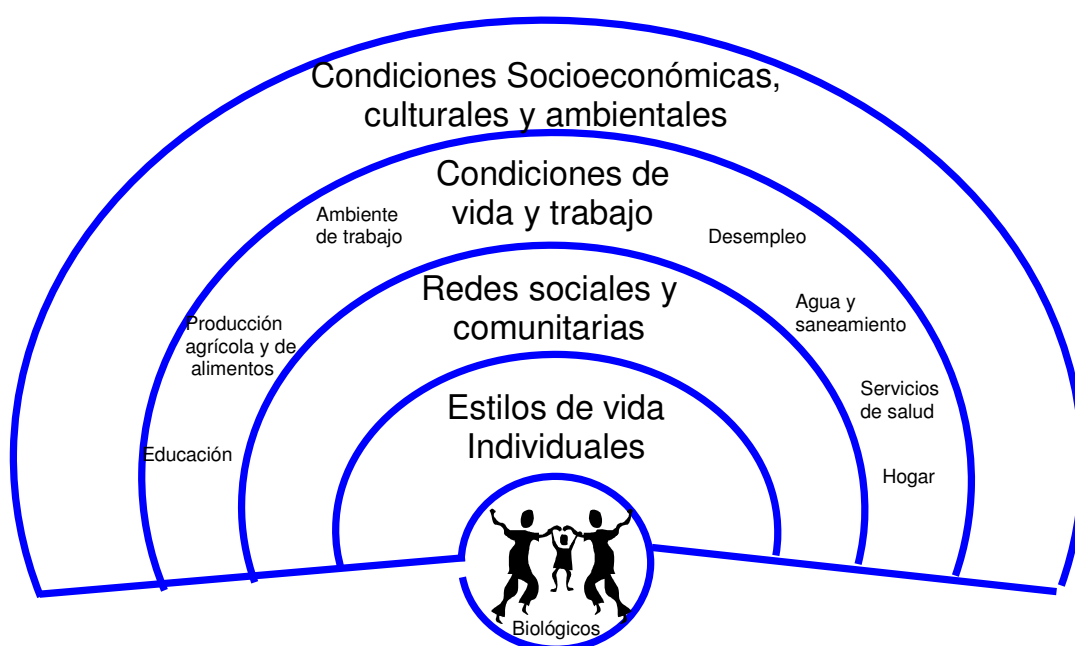 Condiciones Socioeconómicas,
culturales y ambientales
Condiciones de
vida y trabajo
Ambiente
de trabajo
Desempleo
Redes sociales y
comunitarias
Agua y
saneamiento
Producción
agrícola y de
alimentos
Estilos de vida
Individuales
Servicios
de salud
Educación
Hogar
Biológicos